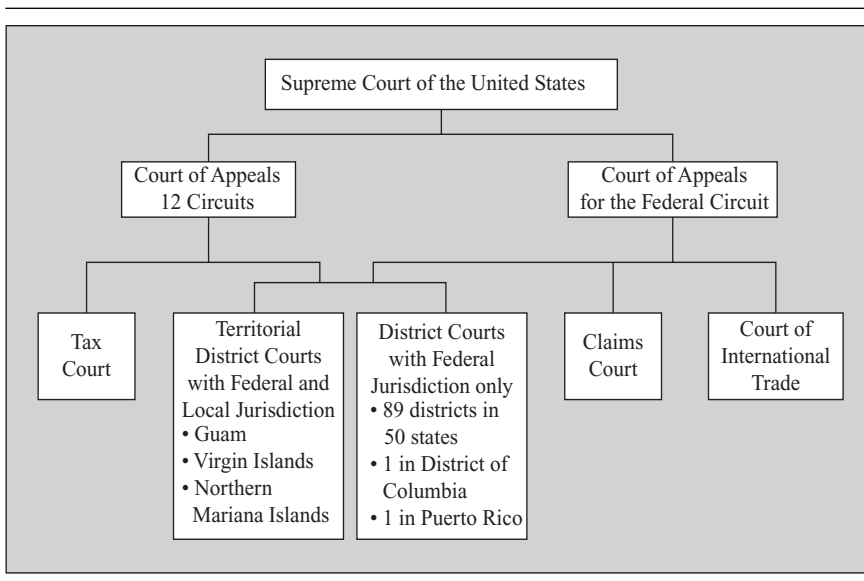 Supreme Court of the United States
Court of Appeals
12 Circuits
Court of Appeals
for the Federal Circuit
Tax
Court
Territorial
District Courts
with Federal and
Local Jurisdiction
• Guam
• Virgin Islands
• Northern
Mariana Islands
District Courts
with Federal
Jurisdiction only
• 89 districts in
50 states
• 1 in District of
Columbia
• 1 in Puerto Rico
Claims
Court
Court of
International
Trade